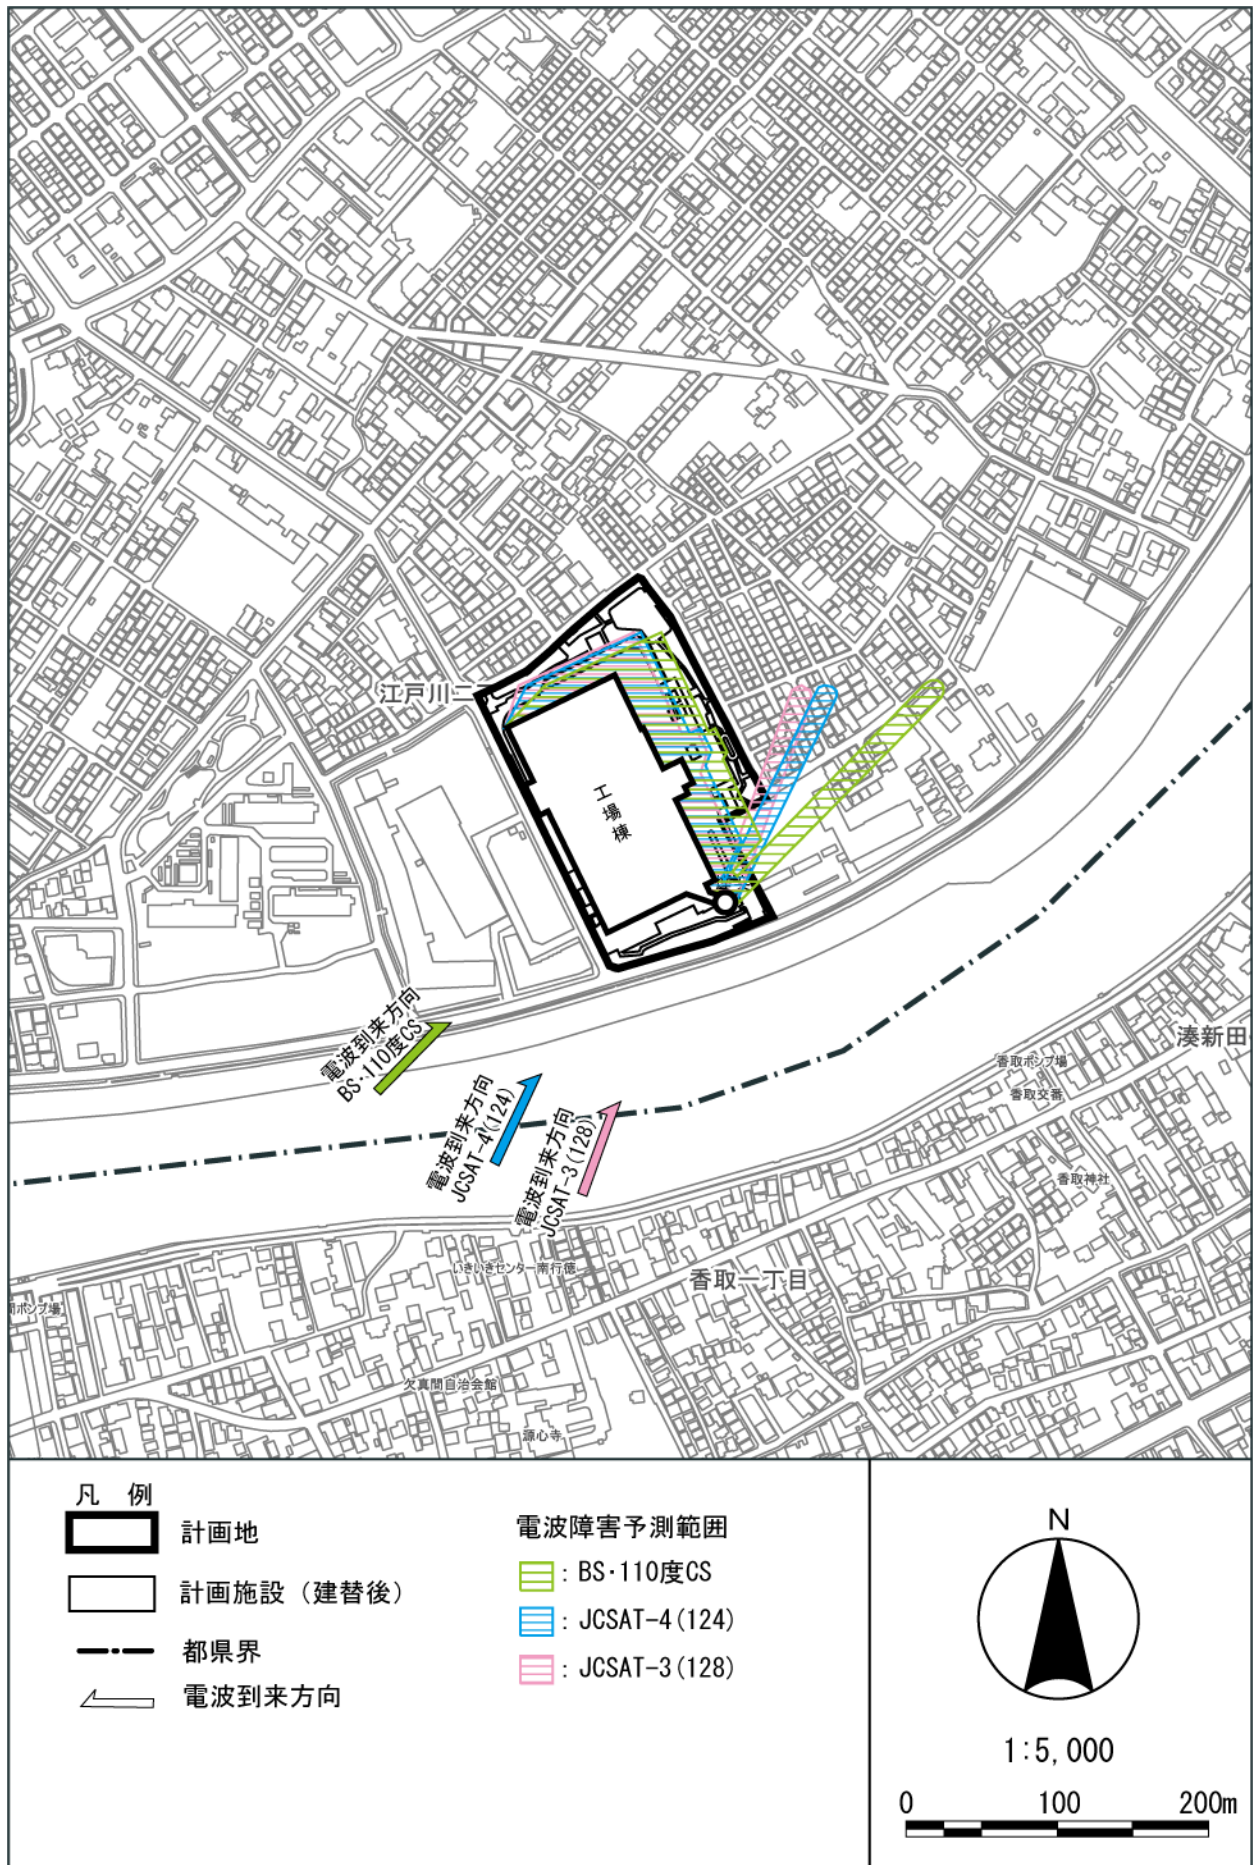 江戸川二
工場棟
電波到来方向
BS·110度CS
電波到来方向
JCSAT-4(124)
電波到来方向
JCSAT-3(128)
湊新田
香取ポンプ場
香取交番
香取神社
いきいきセンター南行徳
香取一丁目
間ポンプ場
欠真間自治会館
源心寺
凡 例
計画地
計画施設（建替後）
都県界
電波到来方向
電波障害予測範囲
: BS·110度CS
: JCSAT-4(124)
: JCSAT-3(128)
N
1:5,000
0 100 200m